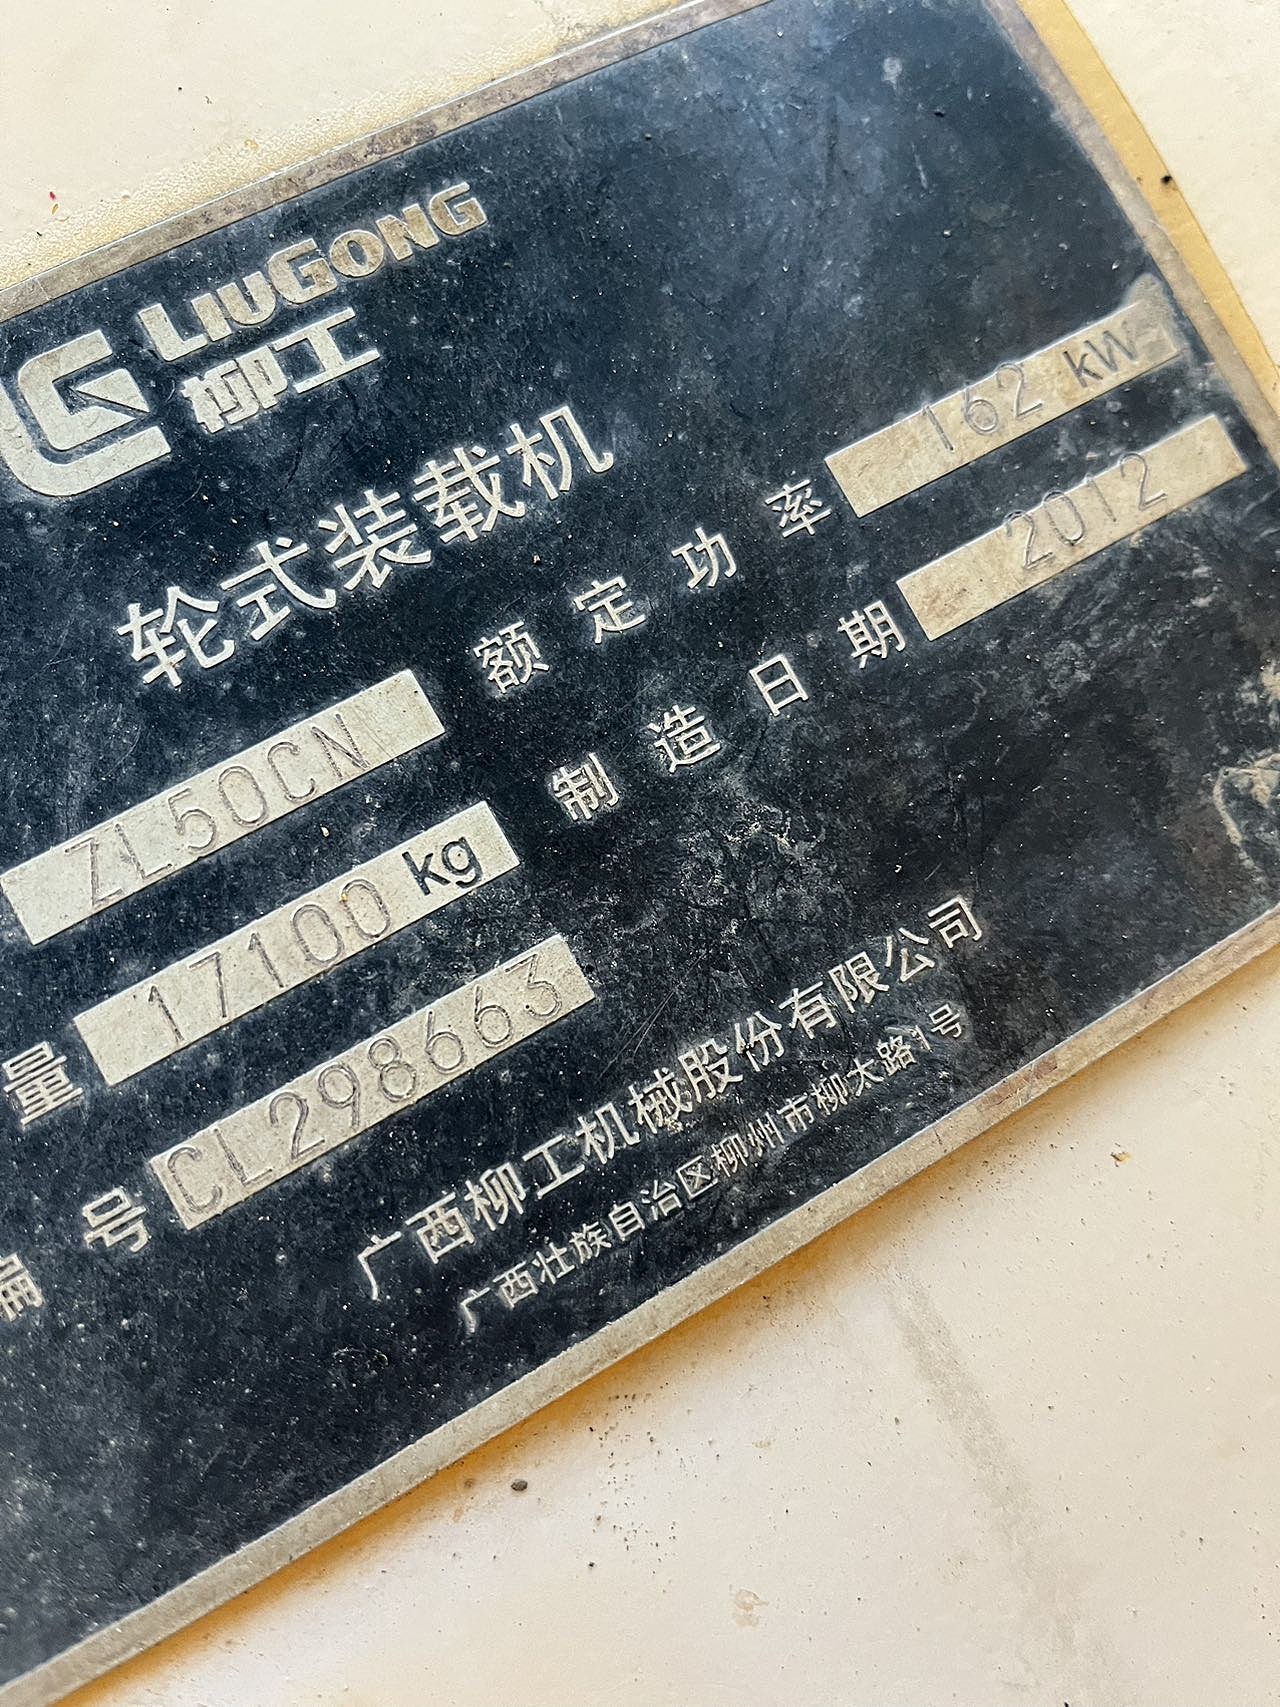 LIUGONG
柳工
轮式装载机
ZL50CN
额定功率 162 kW
量 17100 kg
制造日期 2012
编号 CL298663
广西柳工机械股份有限公司
广西壮族自治区柳州市柳太路1号